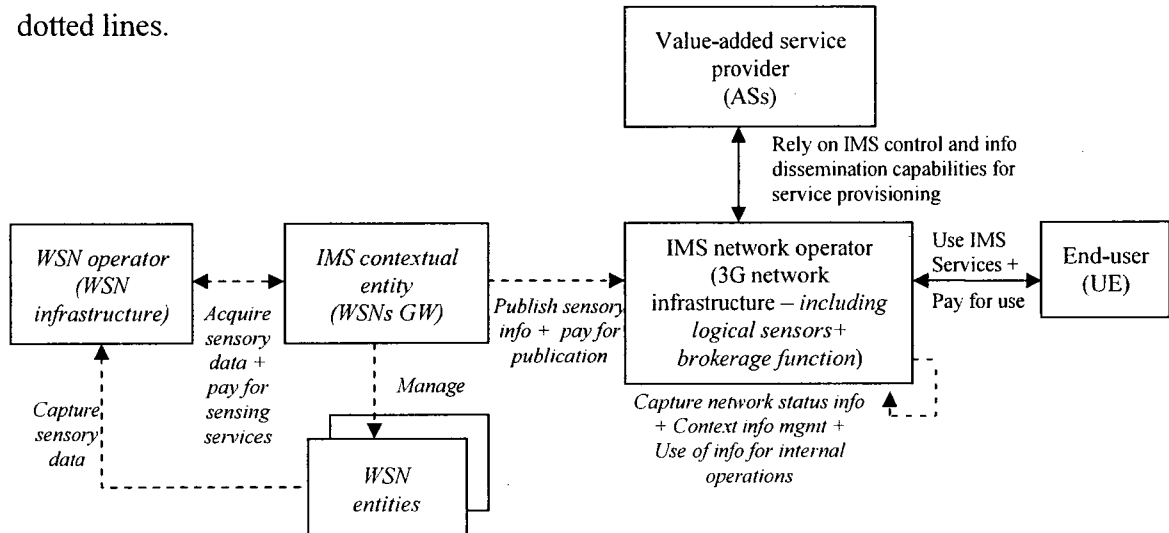 dotted lines.
Value-added service
provider
(ASs)
Rely on IMS control and info
dissemination capabilities for
service provisioning
WSN operator
(WSN
infrastructure)
Acquire
sensory
data +
pay for
sensing
services
IMS contextual
entity
(WSNs GW)
Publish sensory
info + pay for
publication
IMS network operator
(3G network
infrastructure – including
logical sensors+
brokerage function)
Use IMS
Services +
Pay for use
End-user
(UE)
Manage
Capture
sensory
data
WSN
entities
Capture network status info
+ Context info mgmt +
Use of info for internal
operations